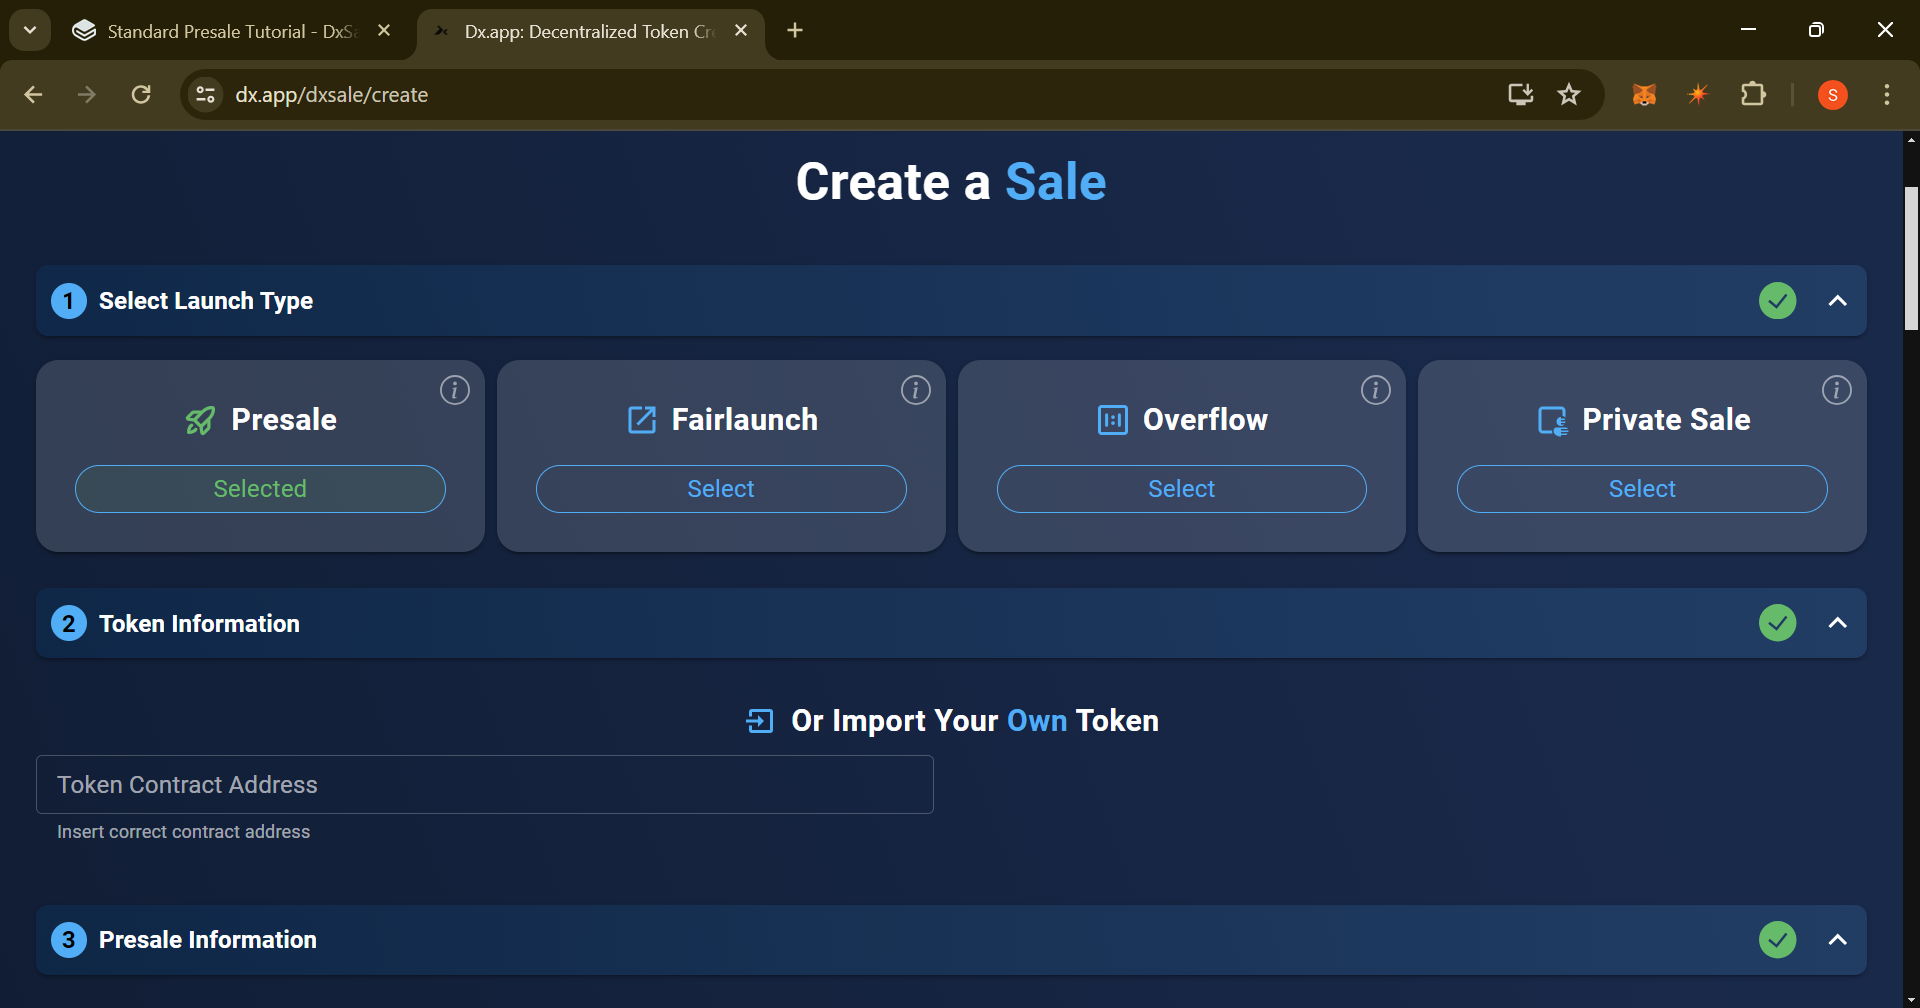 Standard Presale Tutorial - DxSa
Dx.app: Decentralized Token Cre
dx.app/dxsale/create
S
Create a Sale
1 Select Launch Type
Presale
Fairlaunch
Overflow
Private Sale
Selected
Select
Select
Select
2 Token Information
Or Import Your Own Token
Token Contract Address
Insert correct contract address
3 Presale Information